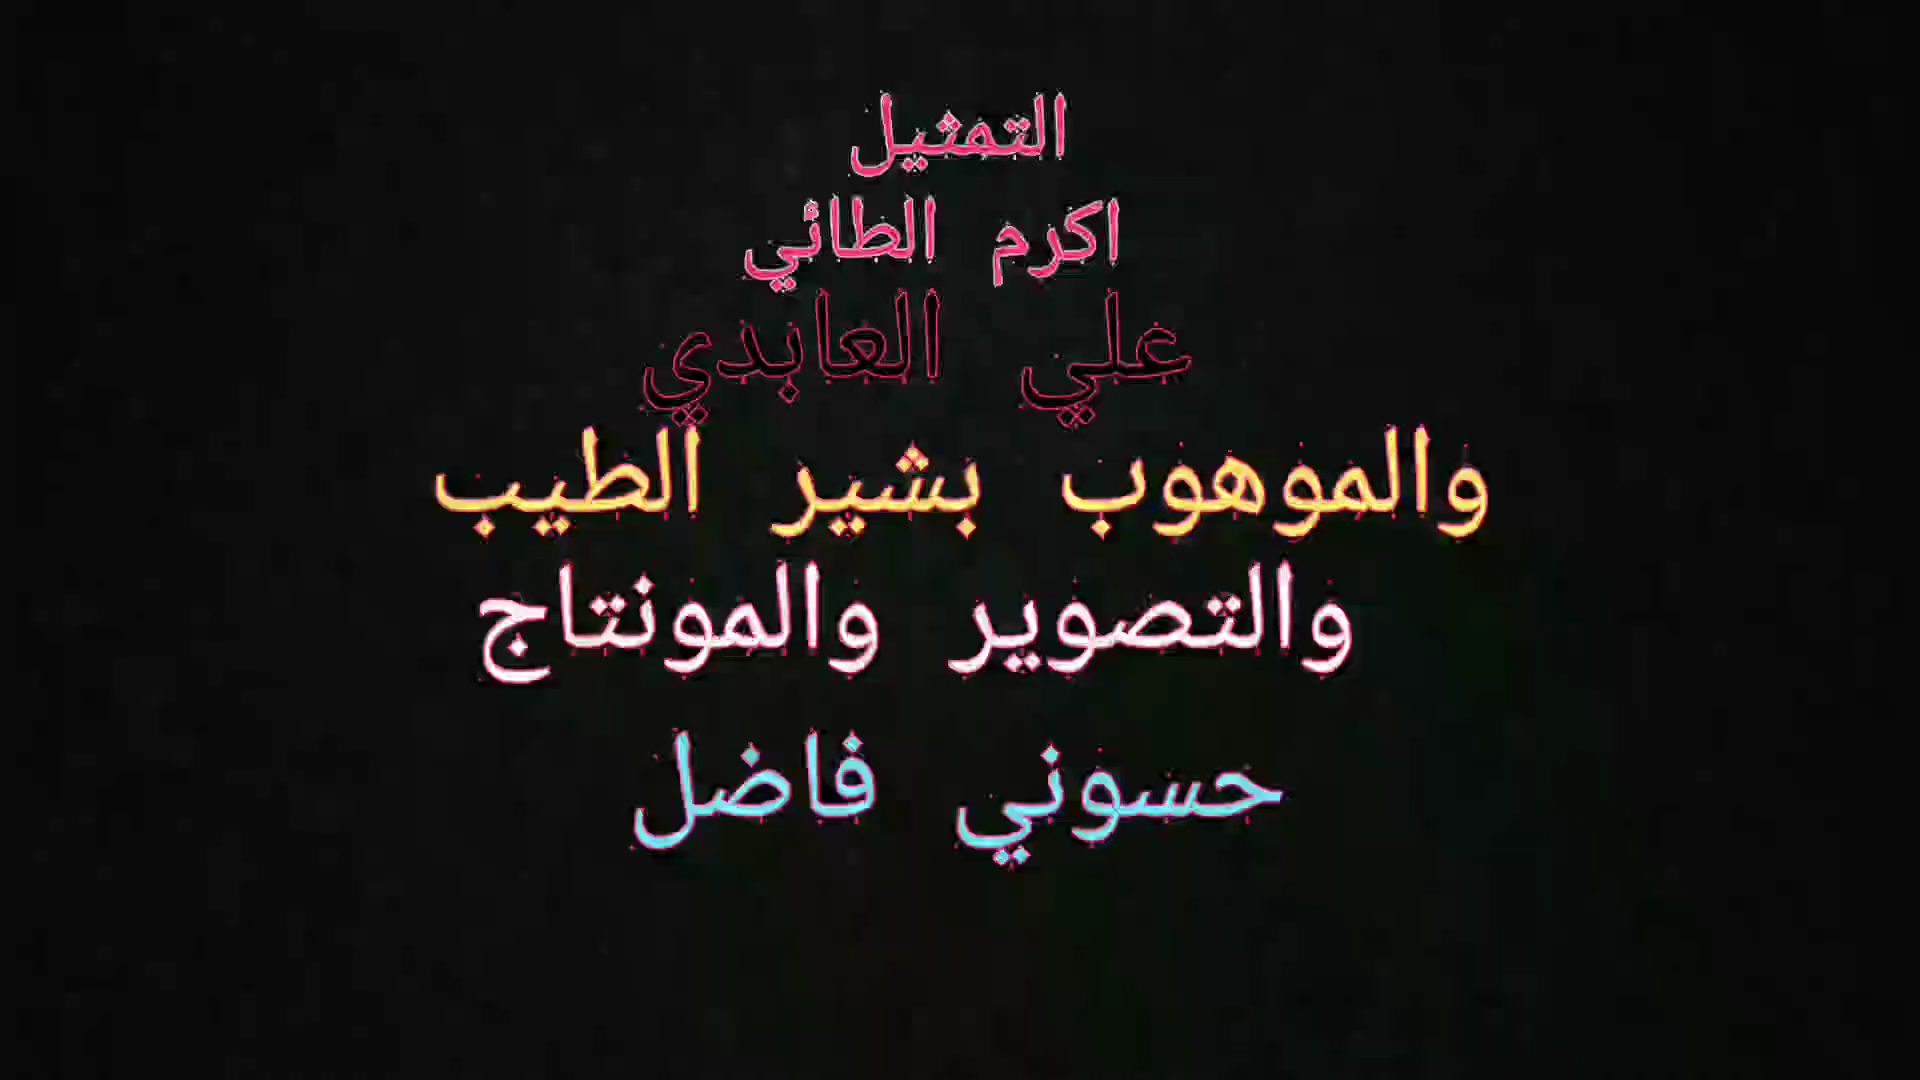 التمثيل
اكرم الطائي
علي العابدي
والموهوب بشير الطيب
والتصوير والمونتاج
حسوني فاضل